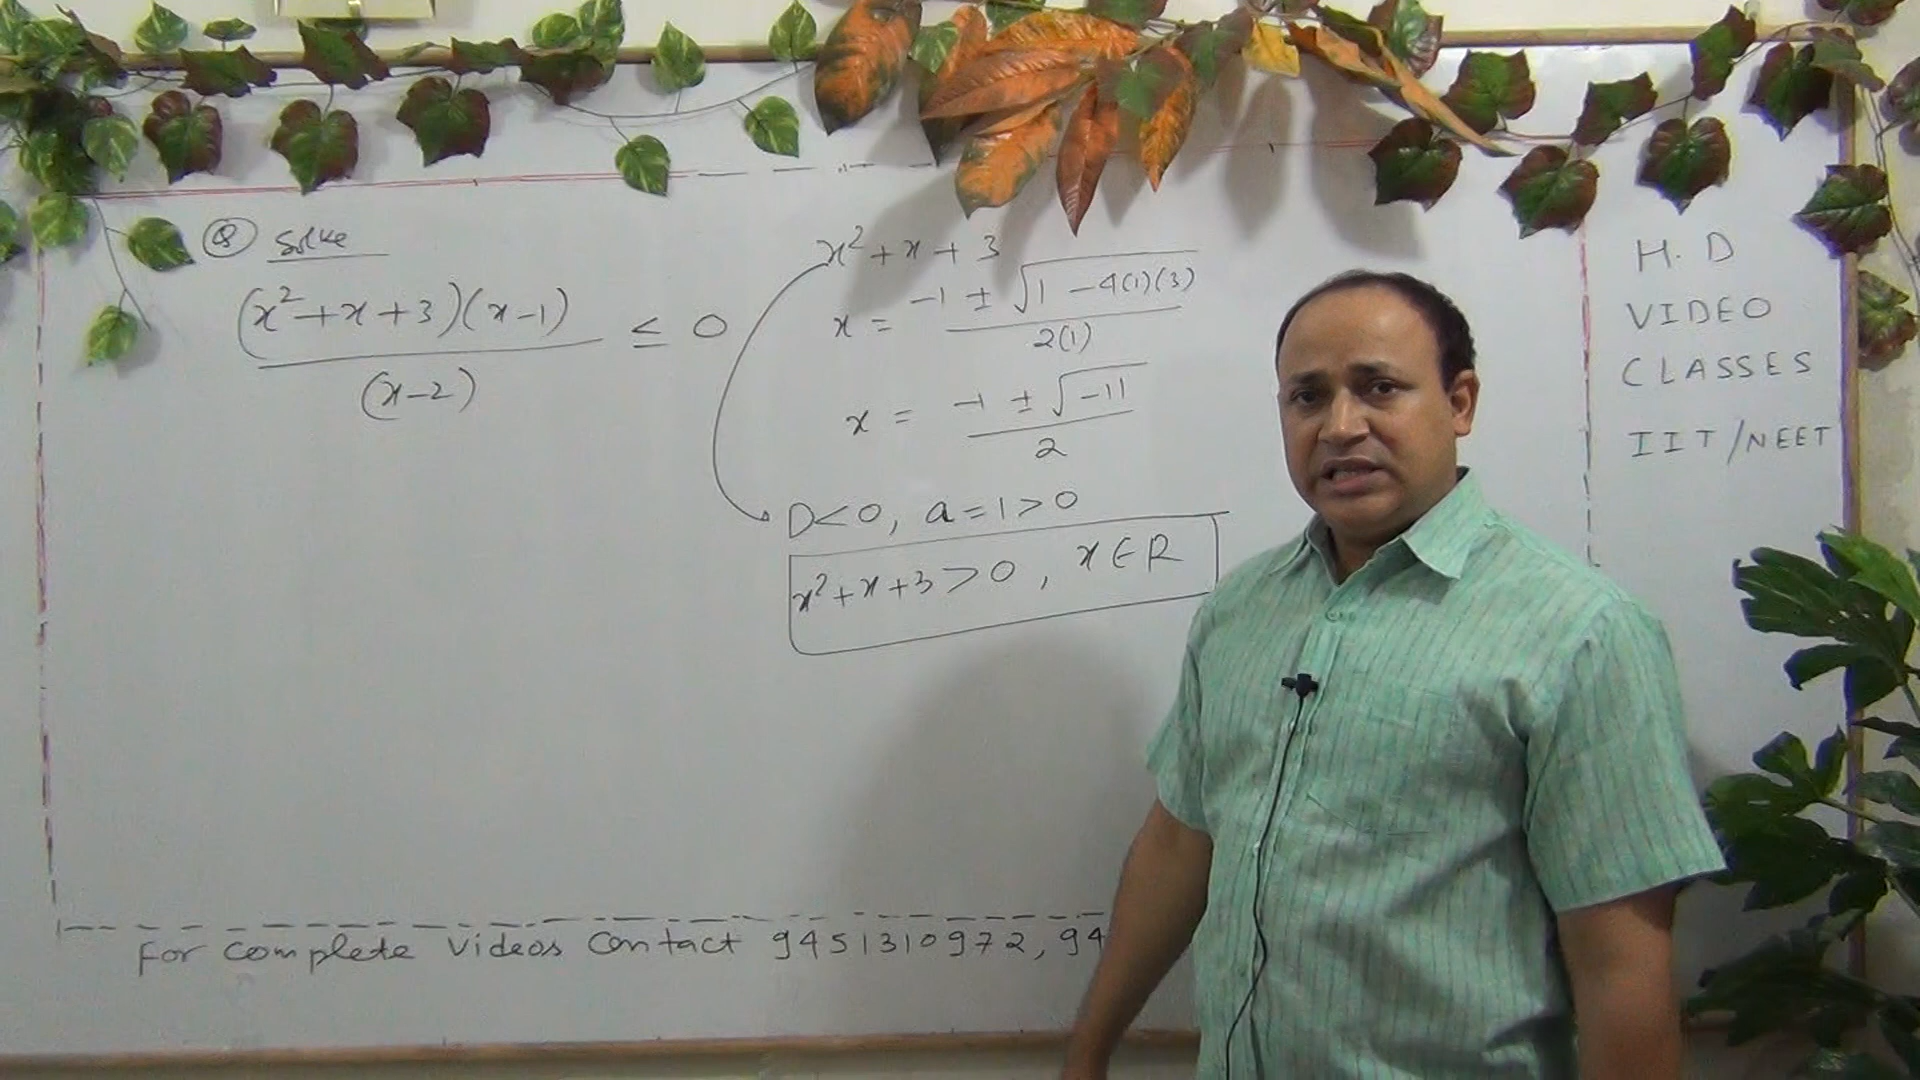 Q Solve
(x²+x+3)(x-1)
(x-2)
≤ 0
x²+x+3
x = -1 ± √1-4(1)(3)
2(1)
x = -1 ± √-11
2
D<0, a=1>0
x²+x+3>0, x∈R
H.D
VIDEO
CLASSES
IIT/NEET
For complete videos contact 9451310972, 94